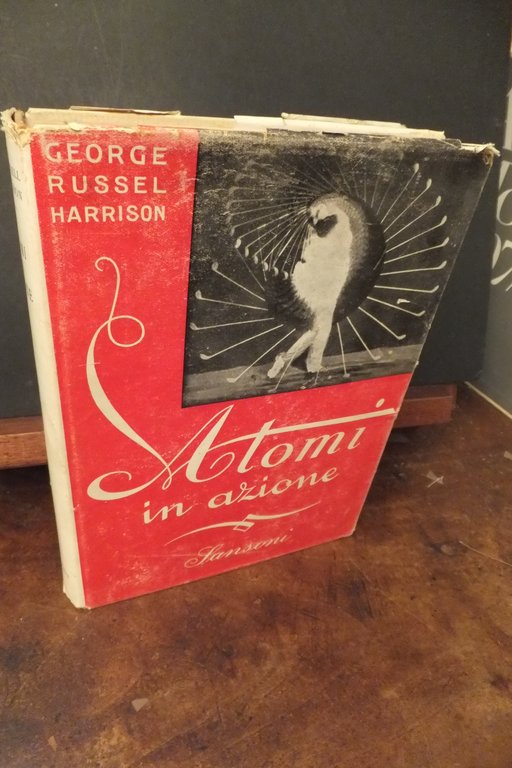 GEORGE
RUSSEL
HARRISON
Atomi
in azione
Sansoni